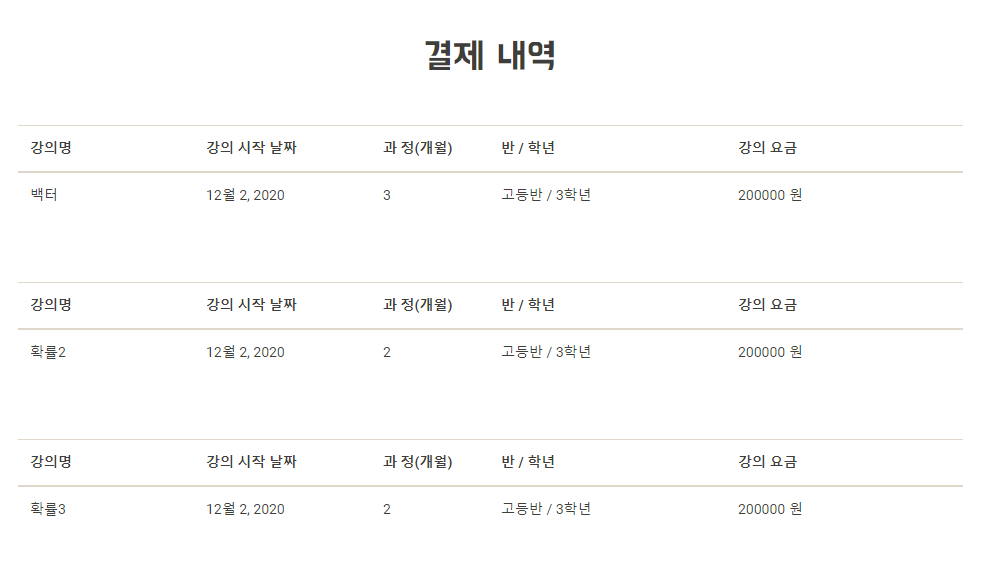 결제 내역
강의명 강의 시작 날짜 과 정(개월) 반 / 학년 강의 요금
백터 12월 2, 2020 3 고등반 / 3학년 200000 원
강의명 강의 시작 날짜 과 정(개월) 반 / 학년 강의 요금
확률2 12월 2, 2020 2 고등반 / 3학년 200000 원
강의명 강의 시작 날짜 과 정(개월) 반 / 학년 강의 요금
확률3 12월 2, 2020 2 고등반 / 3학년 200000 원